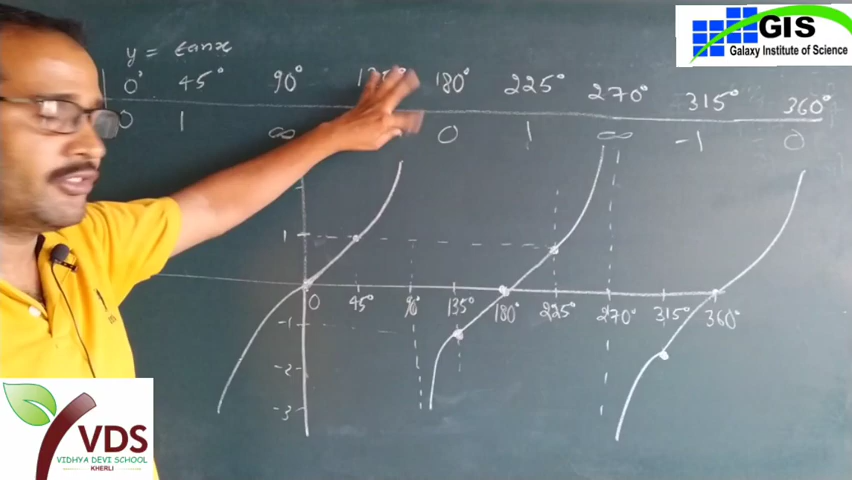 GIS
Galaxy Institute of Science
y = tanx
0° 45° 90° 180° 225° 270° 315° 360°
0 1 ∞ 0 1 ∞ -1 0
1
0 45° 90° 135° 180° 225° 270° 315° 360°
-1
-2
-3
VDS
VIDHYA DEVI SCHOOL
KHERLI